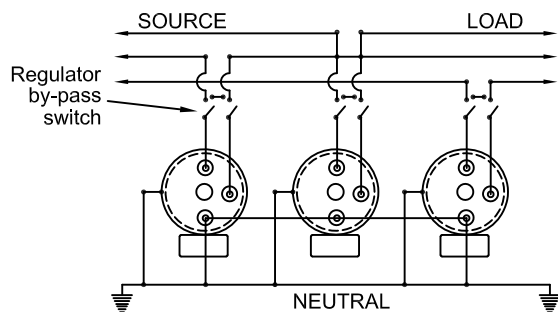 SOURCE
LOAD
Regulator
by-pass
switch
NEUTRAL